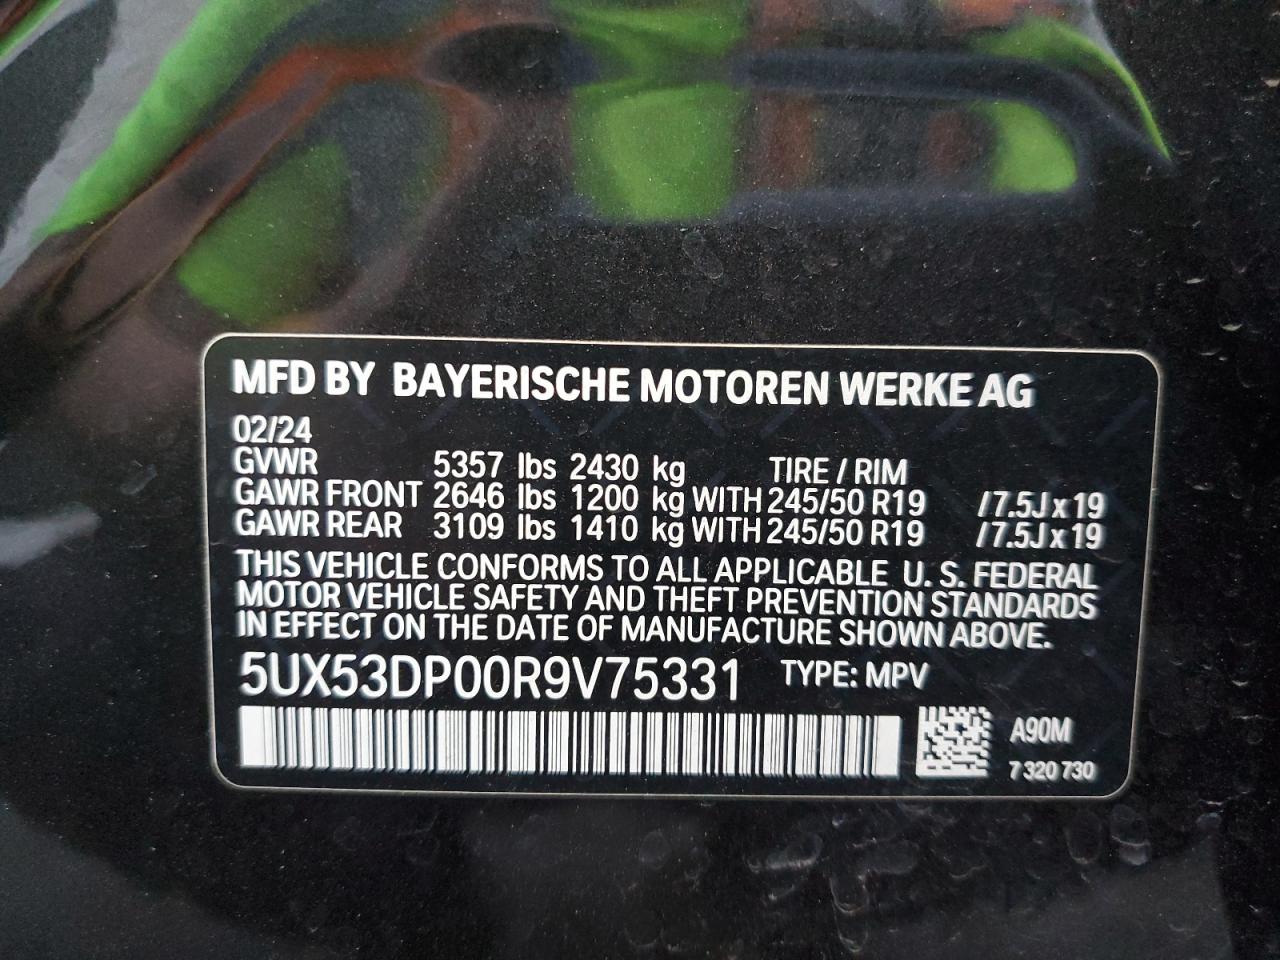 MFD BY BAYERISCHE MOTOREN WERKE AG
02/24
GVWR 5357 lbs 2430 kg TIRE / RIM
GAWR FRONT 2646 lbs 1200 kg WITH 245/50 R19 / 7.5J x 19
GAWR REAR 3109 lbs 1410 kg WITH 245/50 R19 / 7.5J x 19
THIS VEHICLE CONFORMS TO ALL APPLICABLE U. S. FEDERAL
MOTOR VEHICLE SAFETY AND THEFT PREVENTION STANDARDS
IN EFFECT ON THE DATE OF MANUFACTURE SHOWN ABOVE.
5UX53DP00R9V75331 TYPE: MPV
A90M
7 320 730